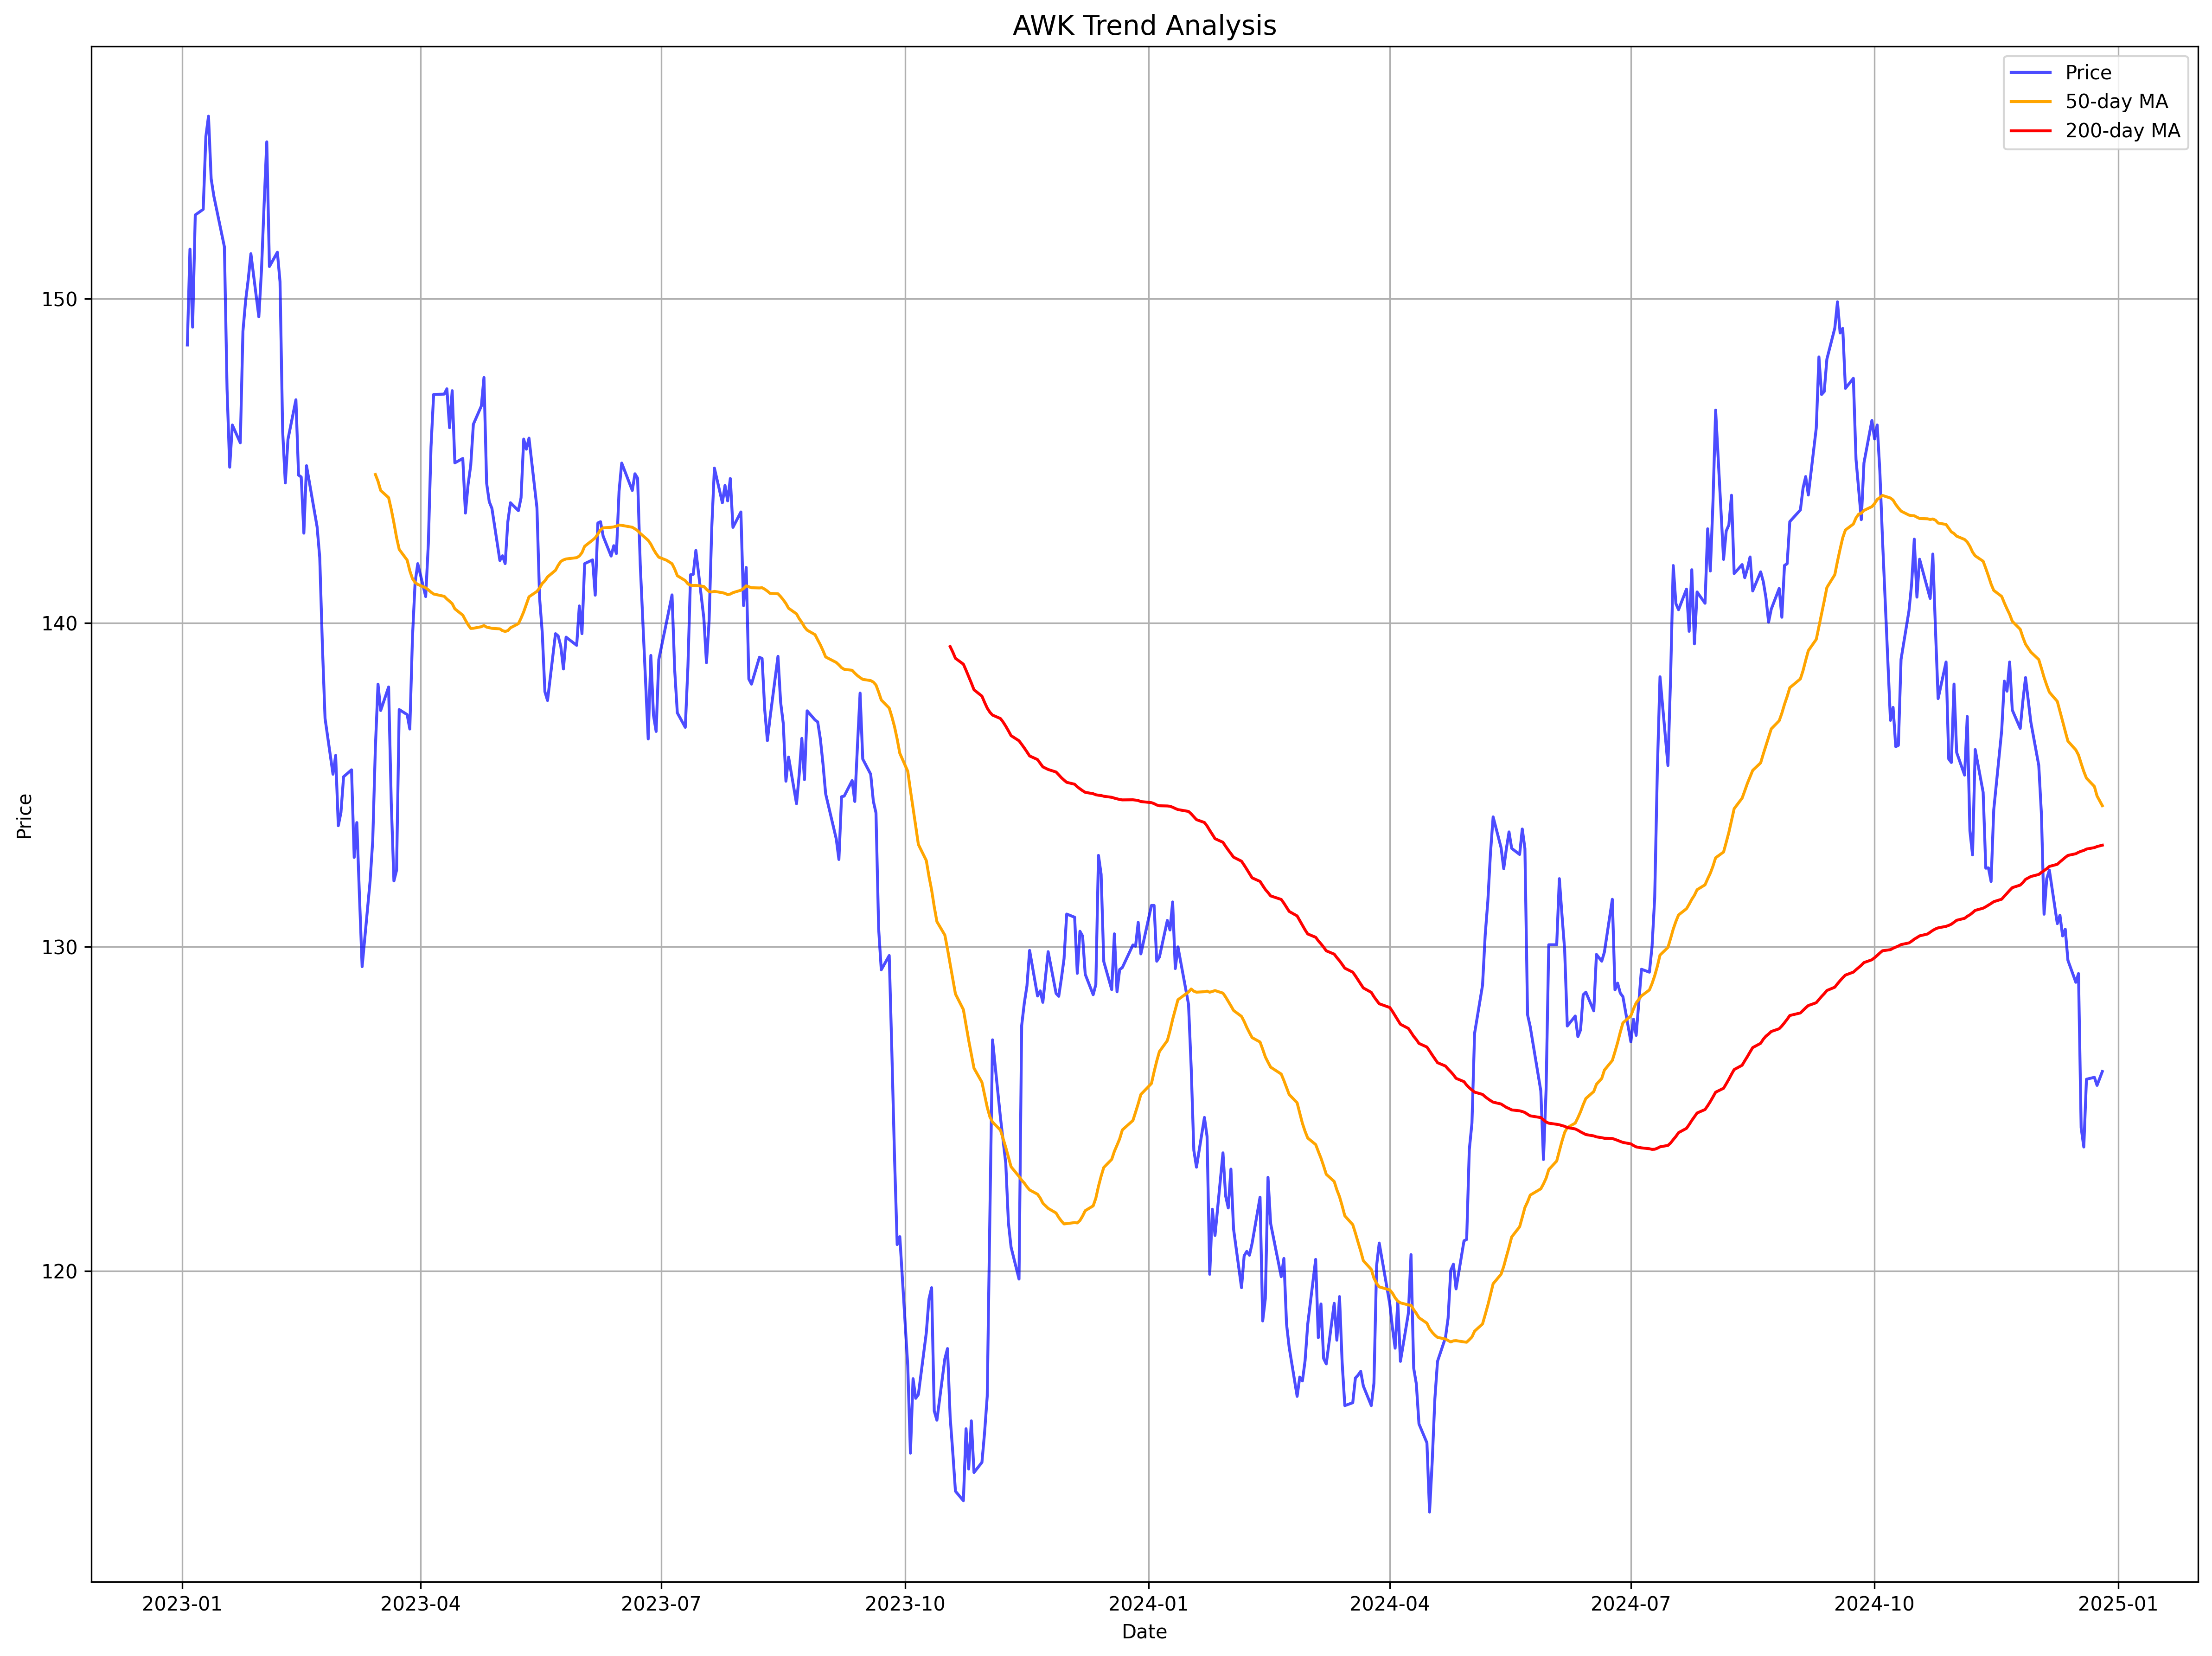 AWK Trend Analysis
Price
50-day MA
200-day MA
Price
150
140
130
120
2023-01
2023-04
2023-07
2023-10
2024-01
2024-04
2024-07
2024-10
2025-01
Date